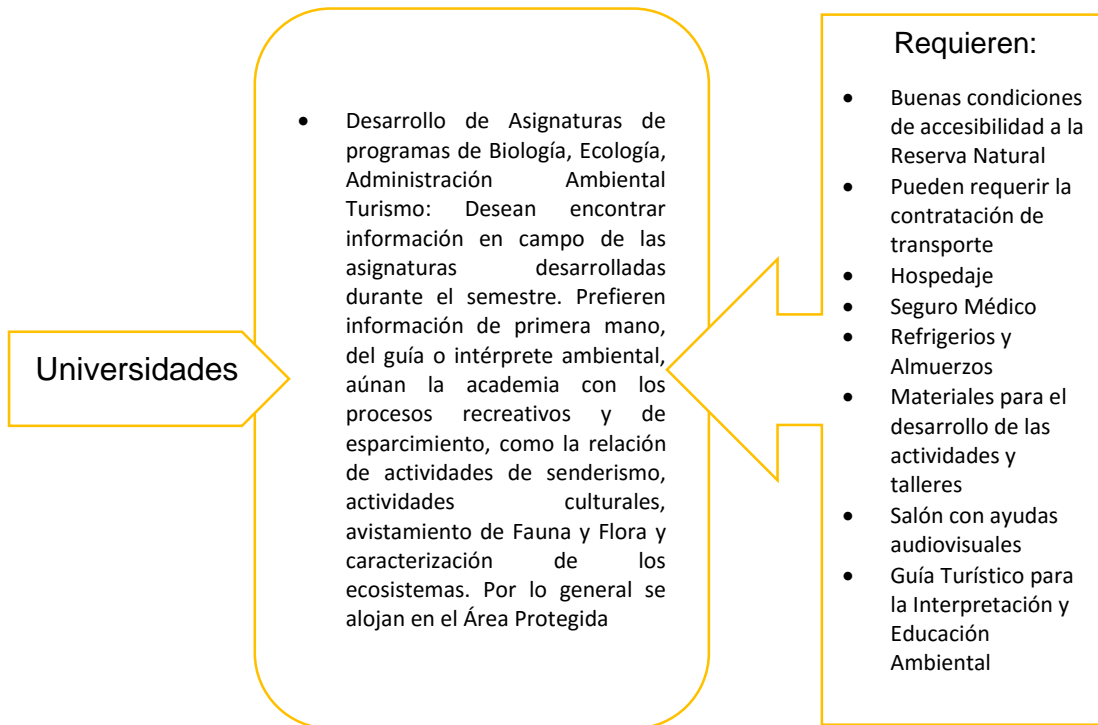 Universidades
• Desarrollo de Asignaturas de
programas de Biología, Ecología,
Administración Ambiental
Turismo: Desean encontrar
información en campo de las
asignaturas desarrolladas
durante el semestre. Prefieren
información de primera mano,
del guía o intérprete ambiental,
aúnan la academia con los
procesos recreativos y de
esparcimiento, como la relación
de actividades de senderismo,
actividades culturales,
avistamiento de Fauna y Flora y
caracterización de los
ecosistemas. Por lo general se
alojan en el Área Protegida
Requieren:
• Buenas condiciones
de accesibilidad a la
Reserva Natural
• Pueden requerir la
contratación de
transporte
• Hospedaje
• Seguro Médico
• Refrigerios y
Almuerzos
• Materiales para el
desarrollo de las
actividades y
talleres
• Salón con ayudas
audiovisuales
• Guía Turístico para
la Interpretación y
Educación
Ambiental